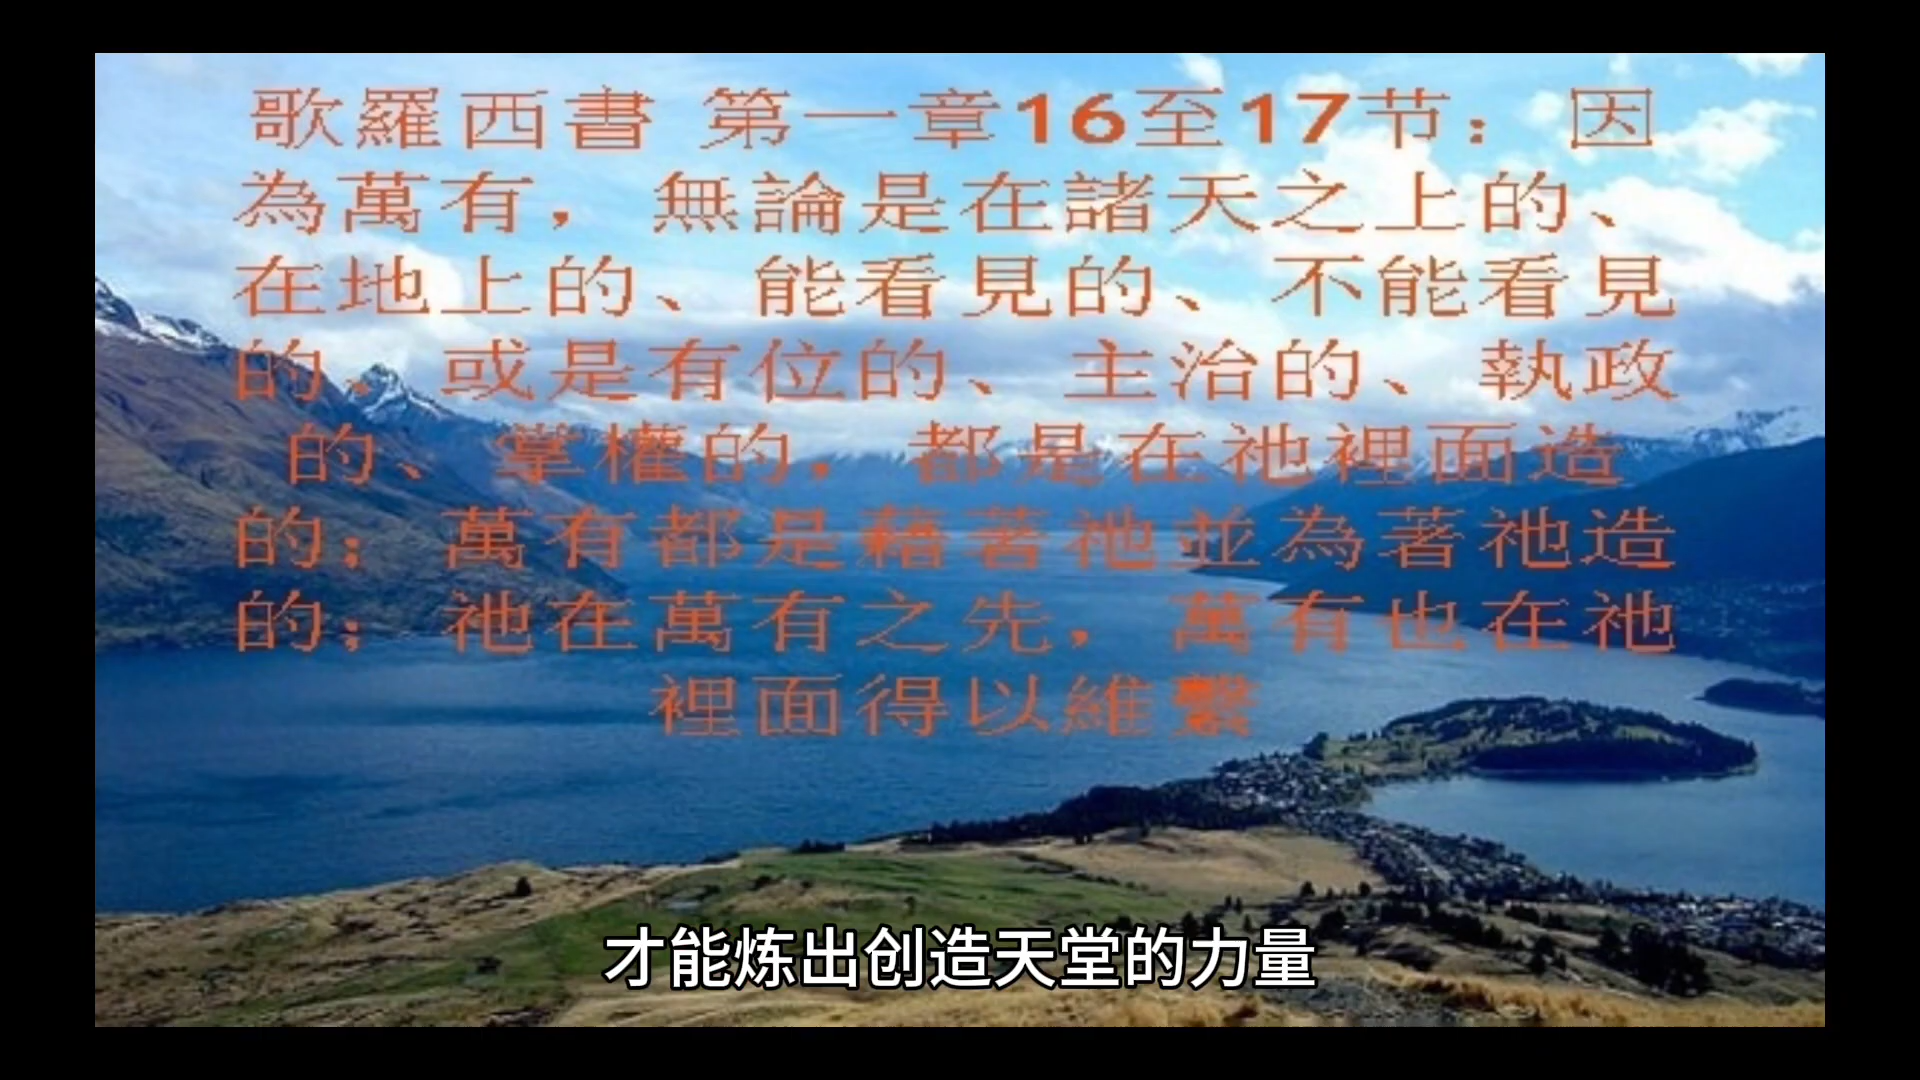 歌羅西書 第一章16至17节：因
為萬有，無論是在諸天之上的、
在地上的、能看見的、不能看見
的、或是有位的、主治的、執政
的、掌權的，都是在祂裡面造
的；萬有都是藉著祂並為著祂造
的；祂在萬有之先，萬有也在祂
裡面得以維繫
才能炼出创造天堂的力量